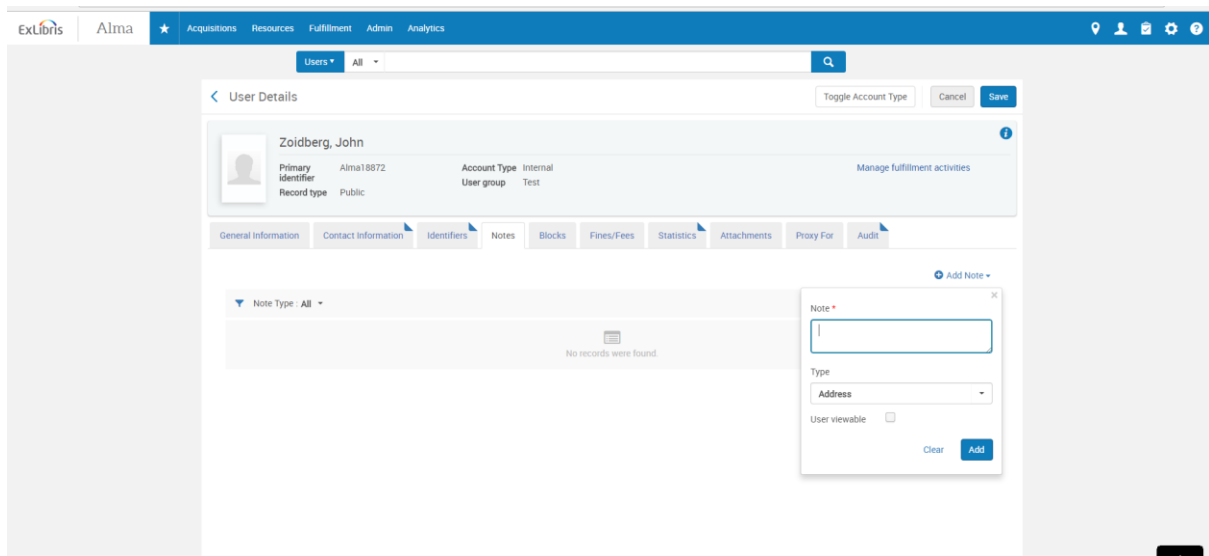 ExLibris Alma ★ Acquisitions Resources Fulfillment Admin Analytics
Users All
User Details Toggle Account Type Cancel Save
Zoidberg, John
Primary identifier Alma18872 Account Type Internal Manage fulfillment activities
Record type Public User group Test
General Information Contact Information Identifiers Notes Blocks Fines/Fees Statistics Attachments Proxy For Audit
Add Note
Note Type : All
Note *
No records were found.
Type
Address
User viewable
Clear Add